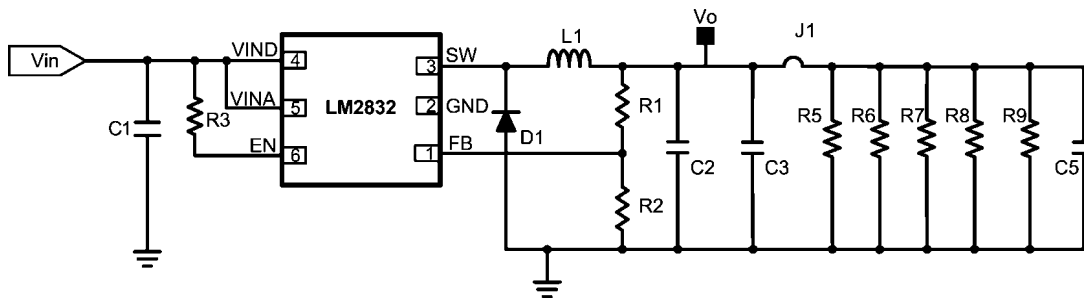 Vin
C1
R3
VIND
4
VINA
5
EN
6
LM2832
3
SW
2
GND
1
FB
D1
L1
R1
R2
Vo
C2
C3
J1
R5
R6
R7
R8
R9
C5